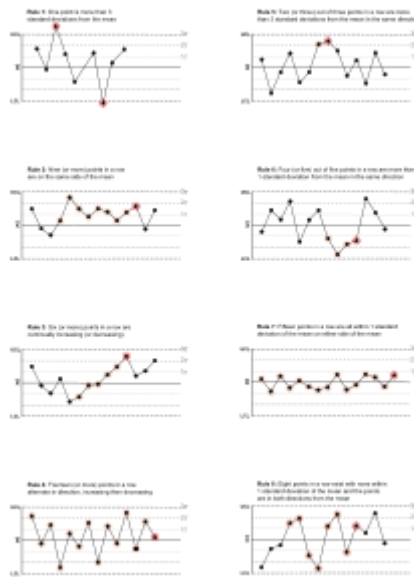 Rule 1: One point is more than 3
standard deviations from the mean
Rule 2: Nine (or more) points in a row
are on the same side of the mean
Rule 3: Six (or more) points in a row are
continually increasing (or decreasing)
Rule 4: Fourteen (or more) points in a row
alternate in direction, increasing then decreasing
Rule 5: Two (or three) out of three points in a row are more
than 2 standard deviations from the mean in the same direction
Rule 6: Four (or five) out of five points in a row are more than
1 standard deviation from the mean in the same direction
Rule 7: Fifteen points in a row are all within 1 standard
deviation of the mean on either side of the mean
Rule 8: Eight points in a row exist with none within
1 standard deviation of the mean and the points
are in both directions from the mean